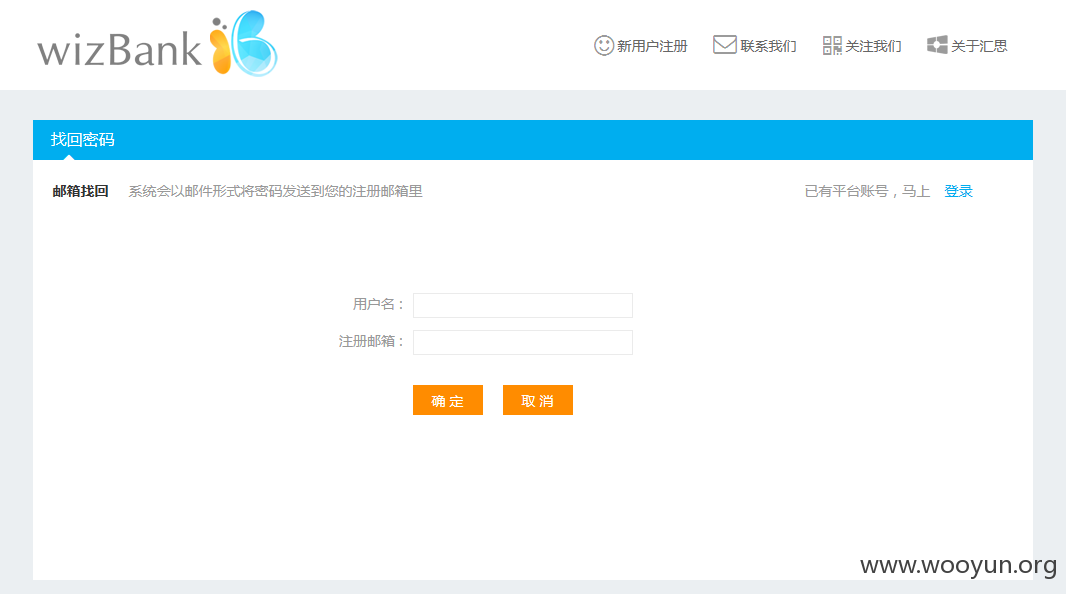 wizBank
新用户注册 联系我们 关注我们 关于汇思
找回密码
邮箱找回 系统会以邮件形式将密码发送到您的注册邮箱里 已有平台账号，马上 登录
用户名：
注册邮箱：
确 定 取 消
www.wooyun.org